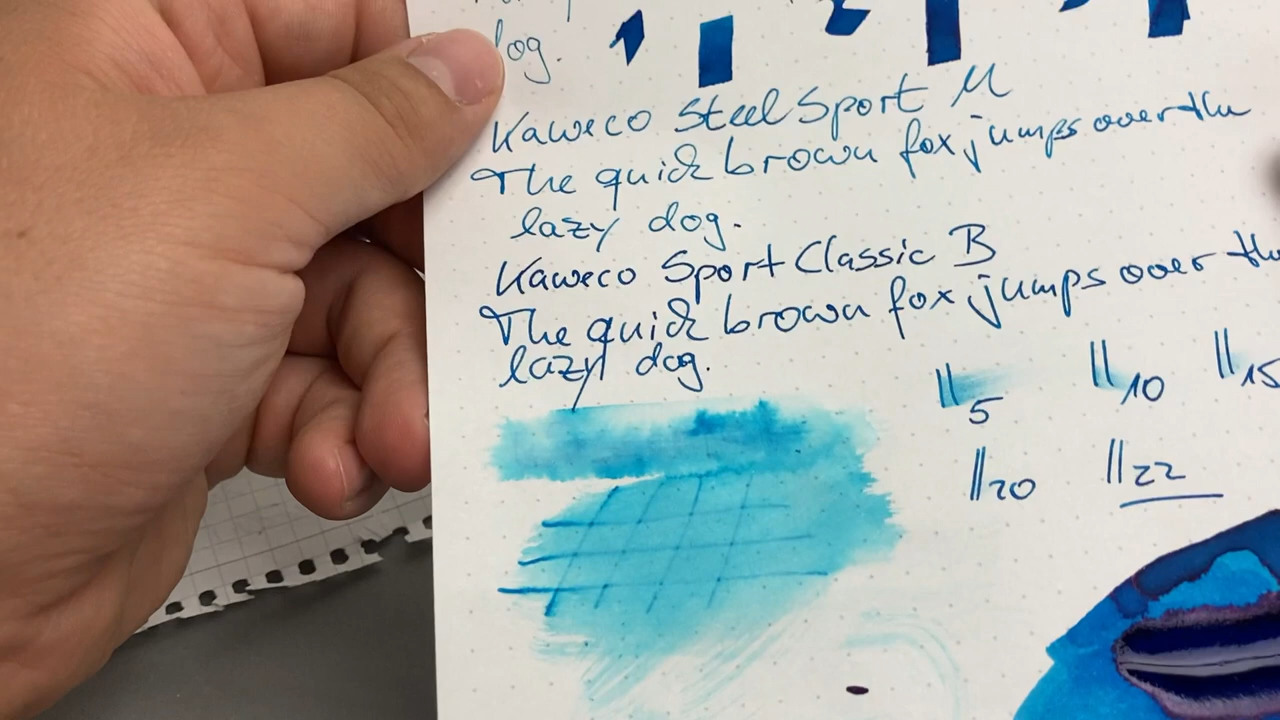 dog.
Kaweco Steel Sport M
The quick brown fox jumps over the
lazy dog.
Kaweco Sport Classic B
The quick brown fox jumps over the
lazy dog.
5 10 15
20 22